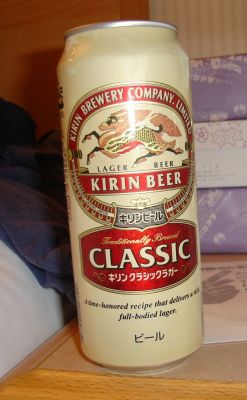 KIRIN BREWERY COMPANY, LIMITED
LAGER BEER
KIRIN BEER
キリンビール
Traditionally Brewed
CLASSIC
キリンクラシックラガー
A time-honored recipe that delivers a rich,
full-bodied lager.
ビール